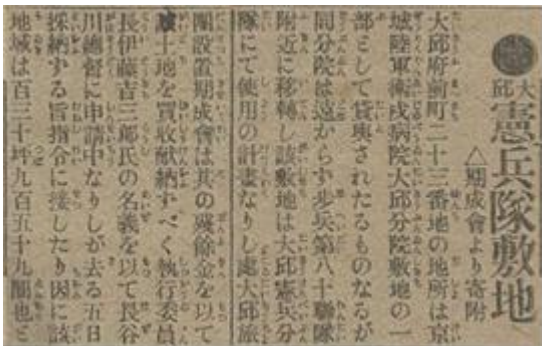 大邱 憲兵隊敷地
△期成會より寄附
大邱府前町二十三番地の地所は京
城陸軍衛戍病院大邱分院敷地の一
部として貸與されたるものなるが
同分院は遠からず步兵第八十聯隊
附近に移轉し該敷地は大邱憲兵分
隊にて使用の計畫なりし處大邱旅
團設置期成會は其の殘餘金を以て
該土地を買收献納すべく執行委員
長伊藤吉三郎氏の名義を以て長谷
川總督に申請中なりしが去る五日
採納する旨指令に接したり因に該
地域は百三十坪九百五十九圓也と